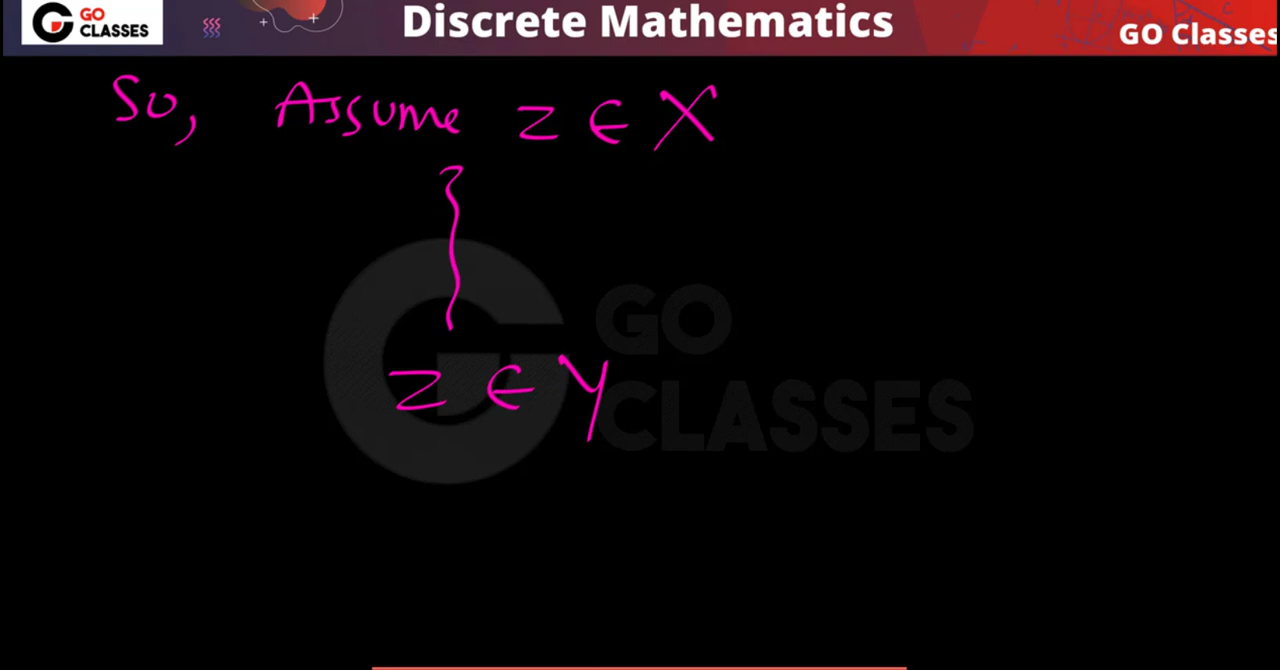 GO
CLASSES
Discrete Mathematics
GO Classes
So, Assume z ∈ X
z ∈ Y
GO
CLASSES